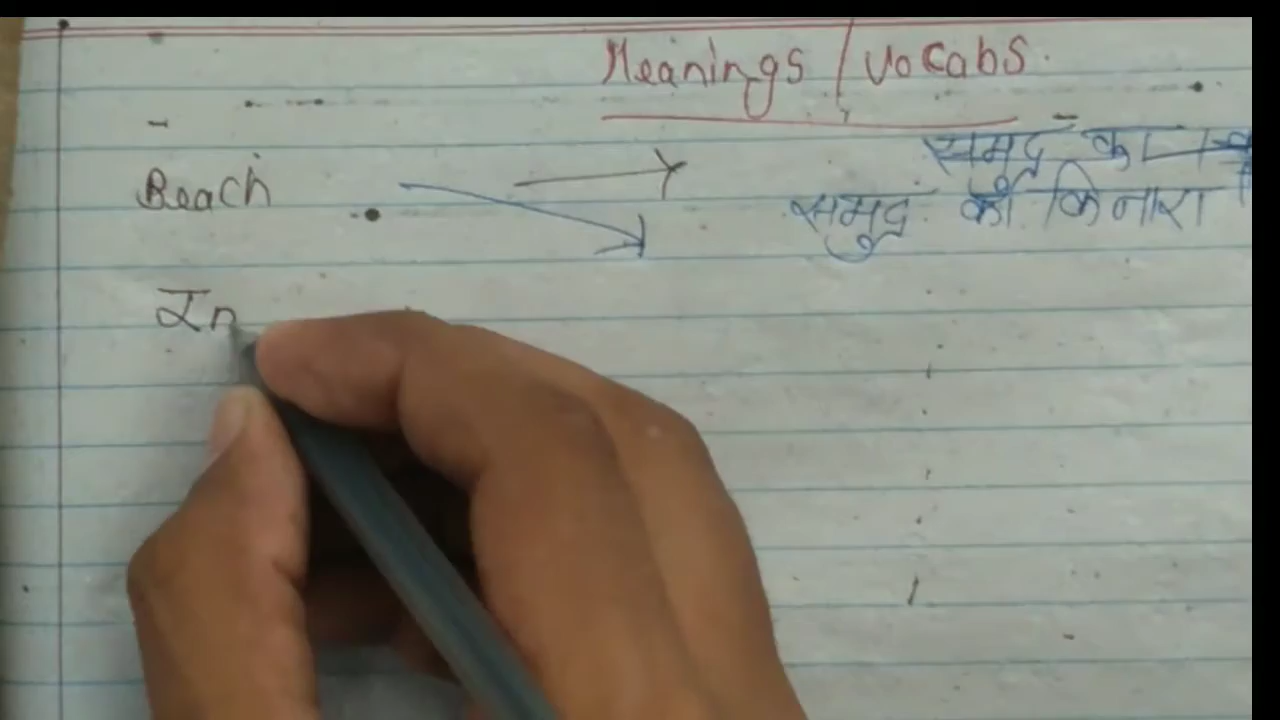 Meanings / Vocabs.
समुद्र का
Beach
समुद्र का किनारा
In